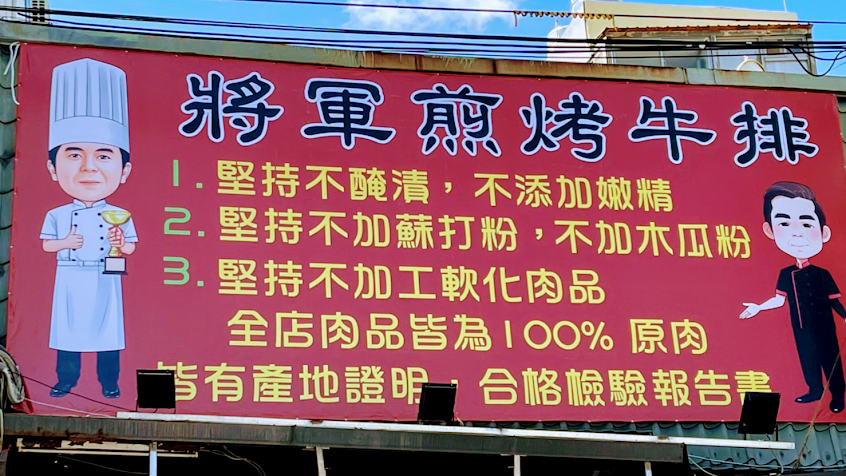 將軍煎烤牛排
1. 堅持不醃漬，不添加嫩精
2. 堅持不加蘇打粉，不加木瓜粉
3. 堅持不加工軟化肉品
全店肉品皆為100% 原肉
皆有產地證明，合格檢驗報告書